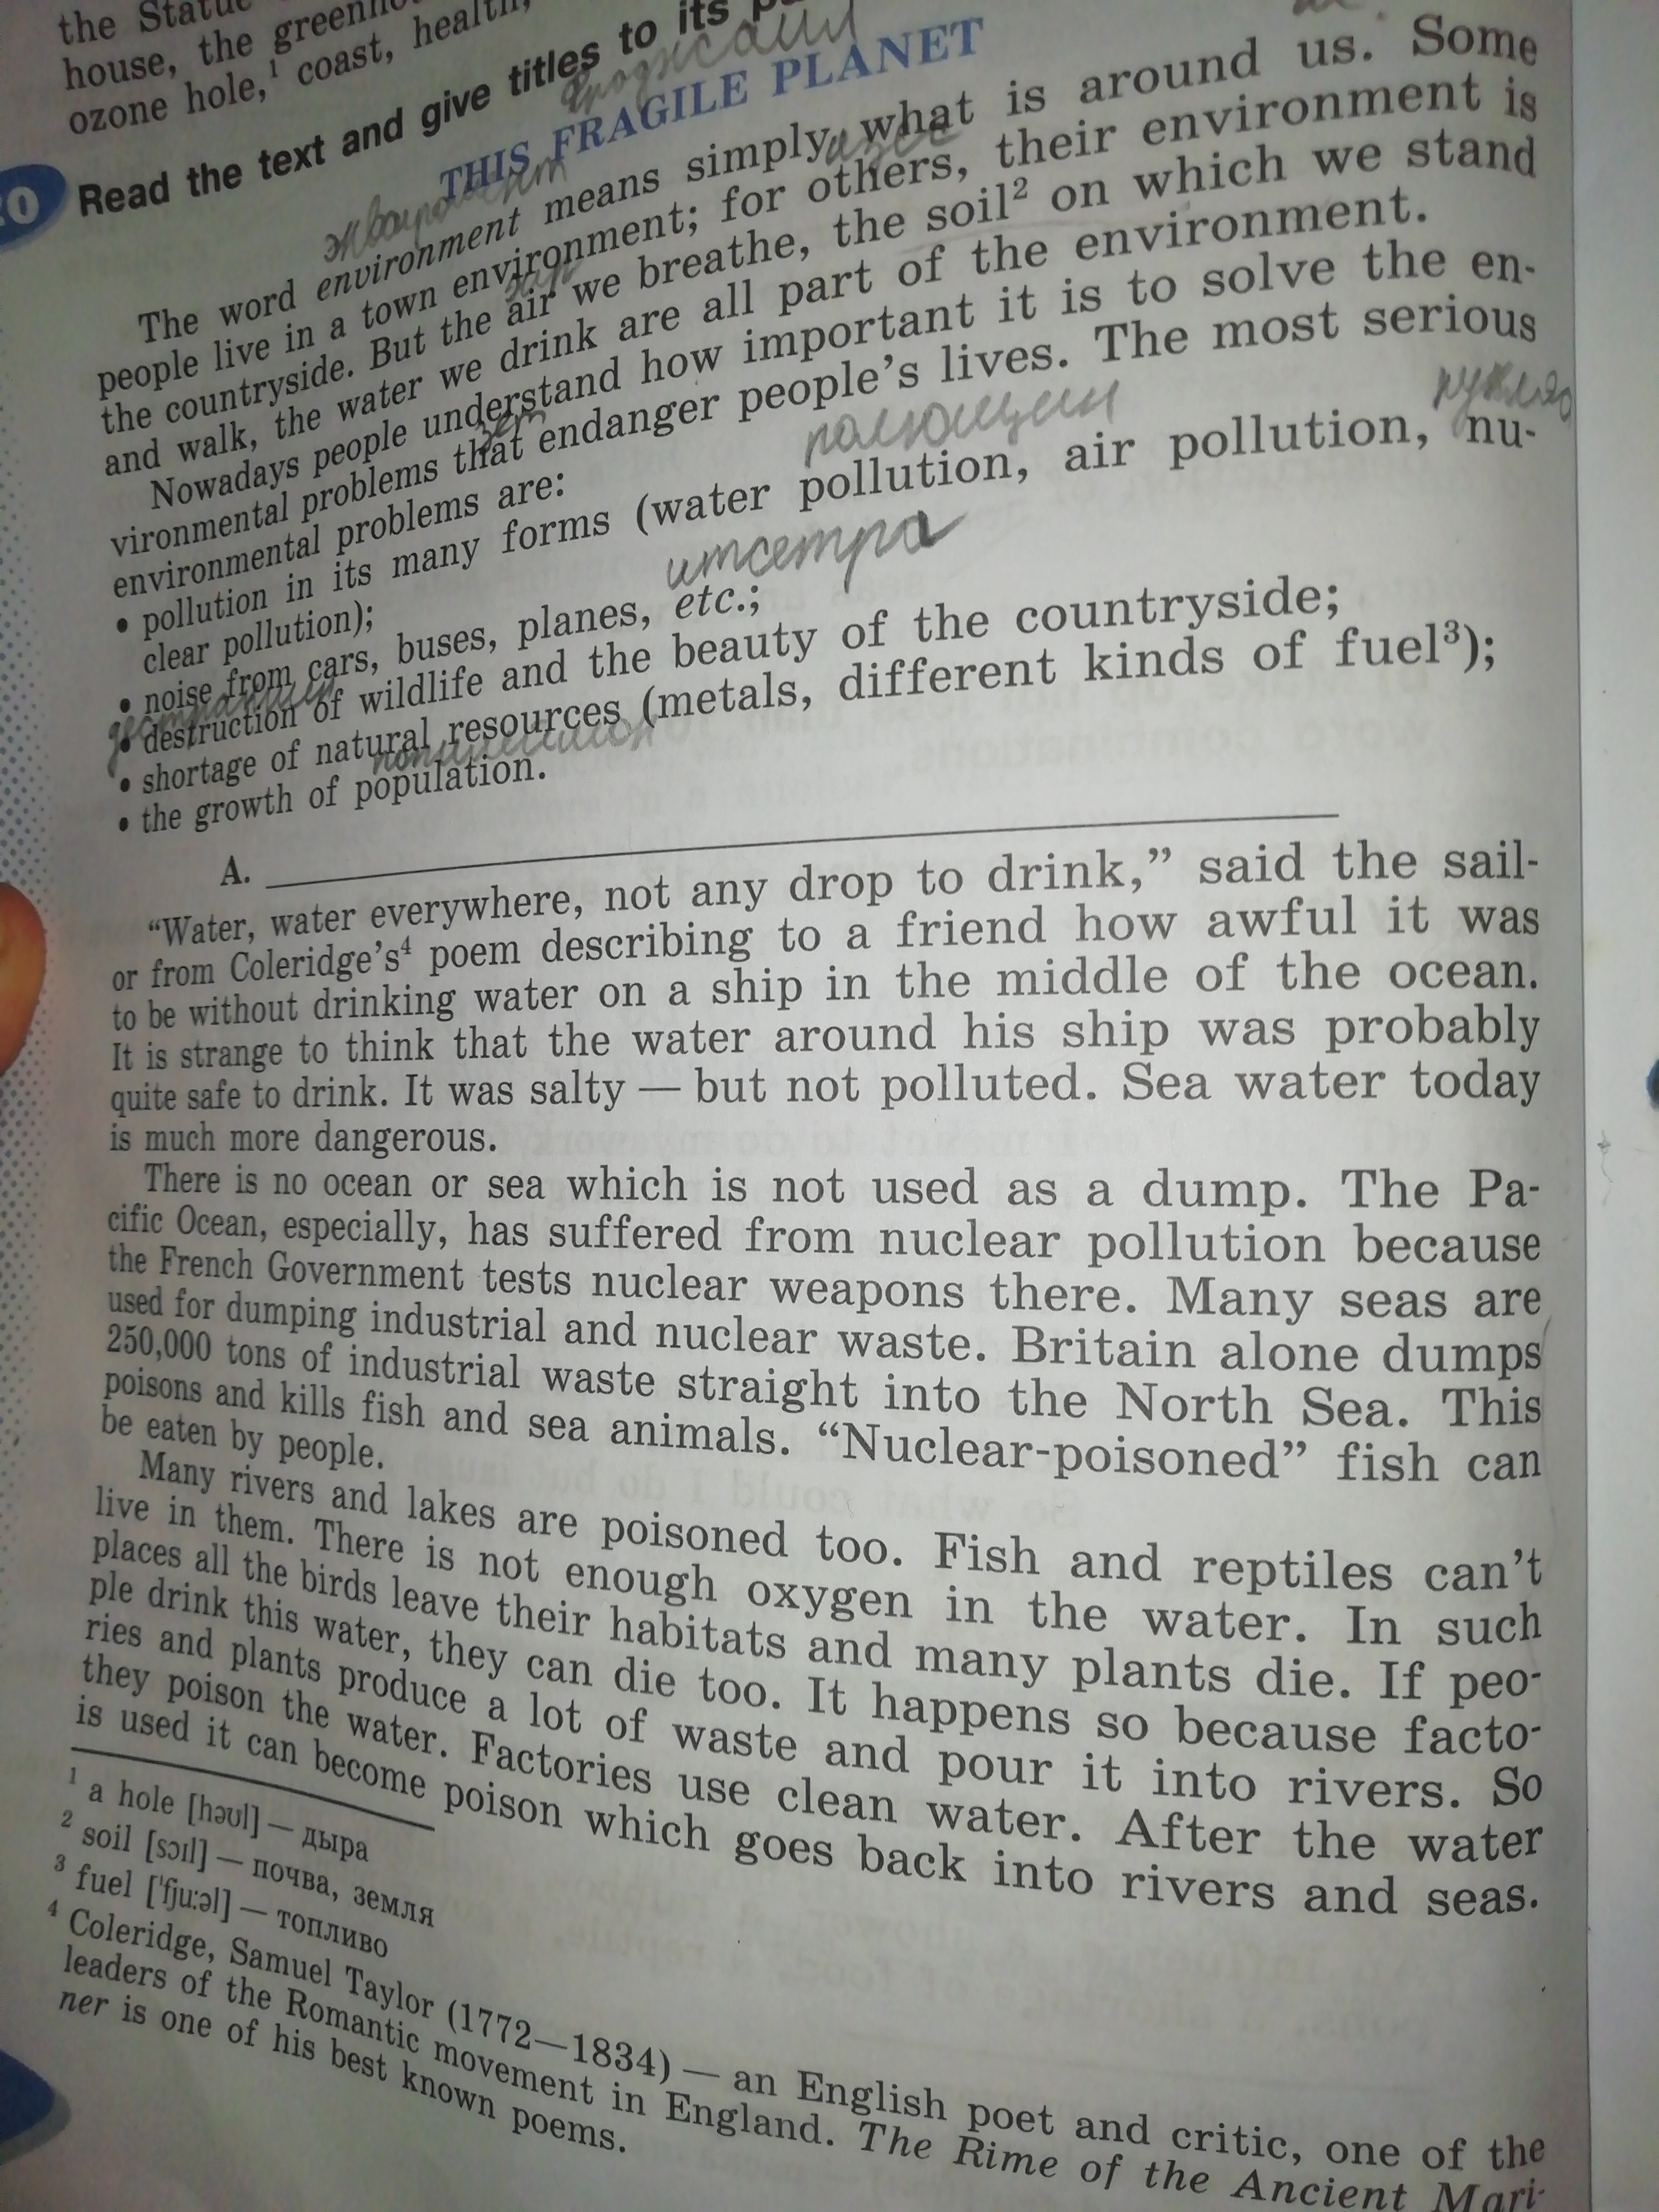 the Statue
house, the
ozone hole,¹ coast, health,
20 Read the text and give titles to its
THIS FRAGILE PLANET
The word environment means simply what is around us. Some
people live in a town environment; for others, their environment is
the countryside. But the air we breathe, the soil² on which we stand
and walk, the water we drink are all part of the environment.
Nowadays people understand how important it is to solve the en-
vironmental problems that endanger people's lives. The most serious
зет
environmental problems are:
• pollution in its many forms (water pollution, air pollution, nu-
clear pollution);
итсетра
• noise from cars, buses, planes, etc.;
• destruction of wildlife and the beauty of the countryside;
• shortage of natural resources (metals, different kinds of fuel³);
• the growth of population.
A.
“Water, water everywhere, not any drop to drink,” said the sail-
or from Coleridge's⁴ poem describing to a friend how awful it was
to be without drinking water on a ship in the middle of the ocean.
It is strange to think that the water around his ship was probably
quite safe to drink. It was salty — but not polluted. Sea water today
is much more dangerous.
There is no ocean or sea which is not used as a dump. The Pa-
cific Ocean, especially, has suffered from nuclear pollution because
the French Government tests nuclear weapons there. Many seas are
used for dumping industrial and nuclear waste. Britain alone dumps
250,000 tons of industrial waste straight into the North Sea. This
poisons and kills fish and sea animals. “Nuclear-poisoned” fish can
be eaten by people.
Many rivers and lakes are poisoned too. Fish and reptiles can't
live in them. There is not enough oxygen in the water. In such
places all the birds leave their habitats and many plants die. If peo-
ple drink this water, they can die too. It happens so because facto-
ries and plants produce a lot of waste and pour it into rivers. So
they poison the water. Factories use clean water. After the water
is used it can become poison which goes back into rivers and seas.
¹ a hole [həʊl] — дыра
² soil [sɔıl] — почва, земля
³ fuel [ˈfju:əl] — топливо
⁴ Coleridge, Samuel Taylor (1772—1834) — an English poet and critic, one of the
leaders of the Romantic movement in England. The Rime of the Ancient Mari-
ner is one of his best known poems.